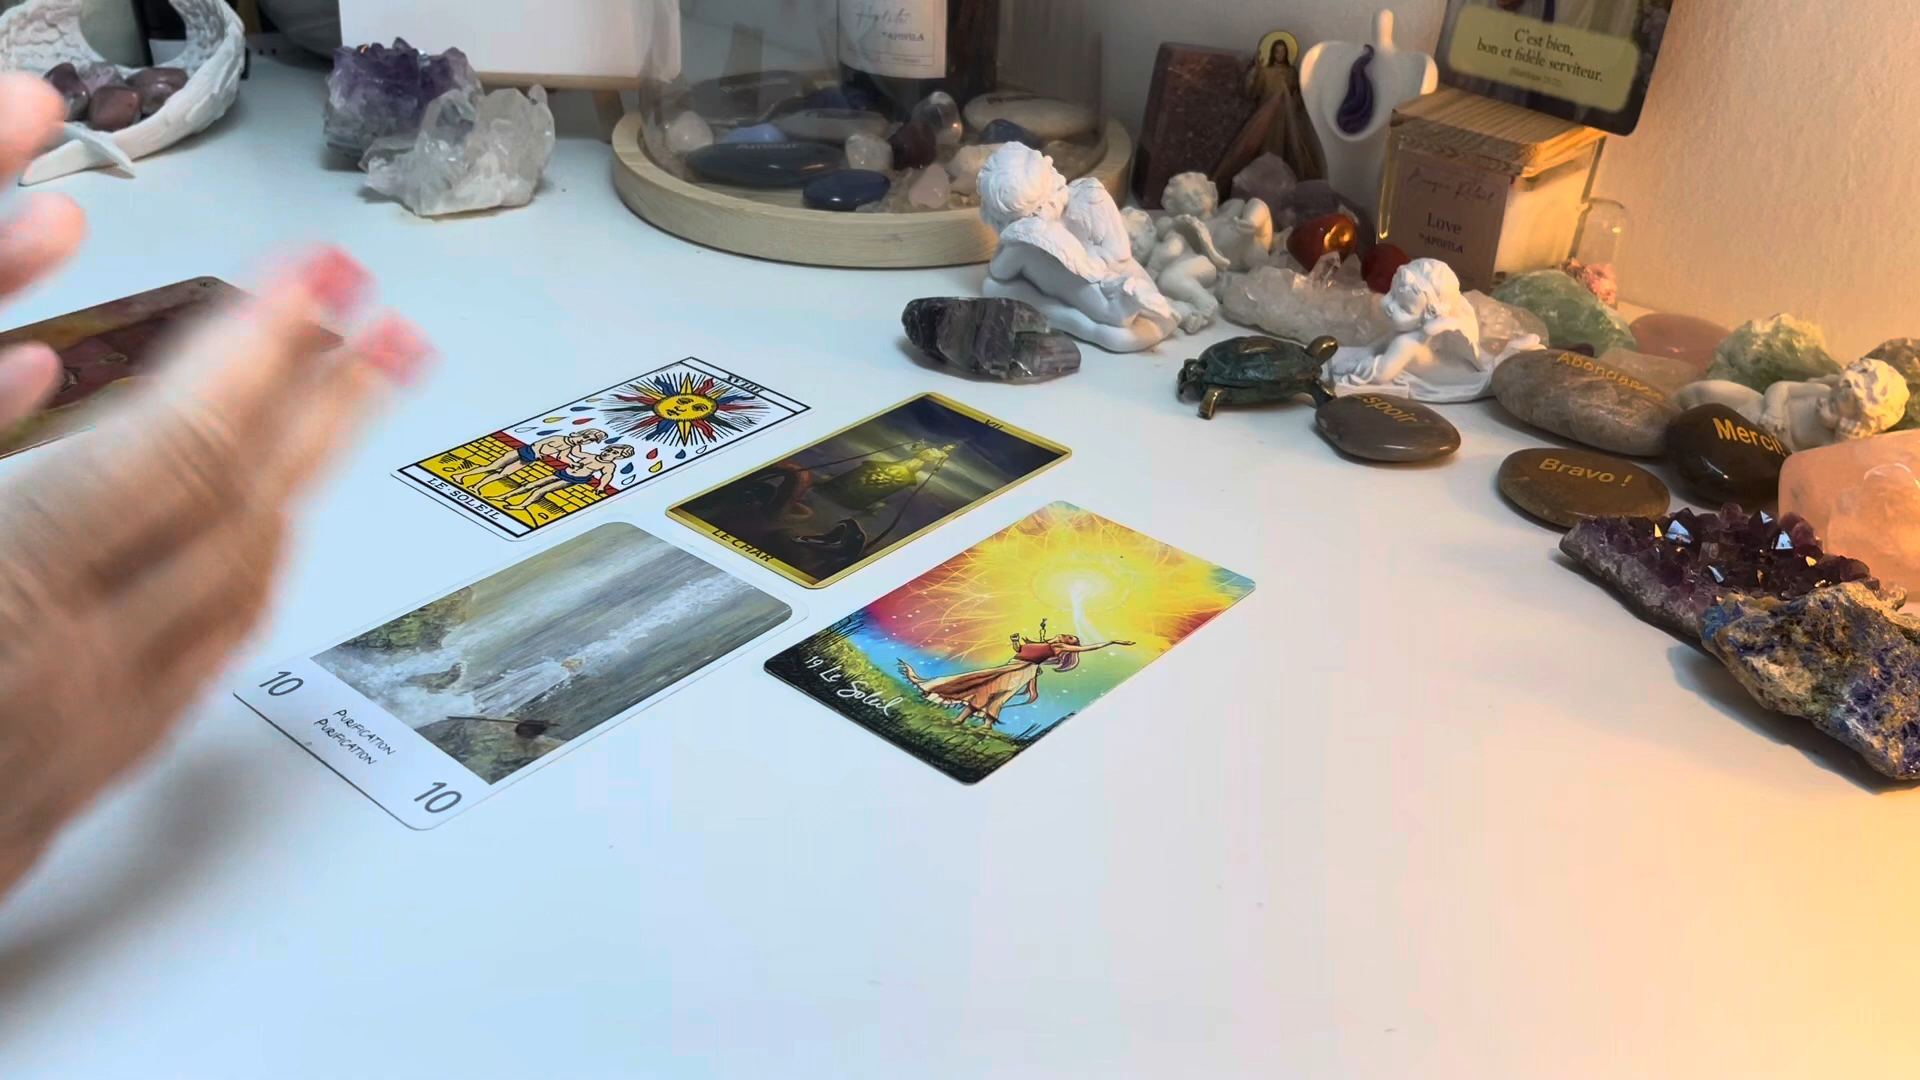 C'est bien,
bon et fidèle serviteur.
Love
Abondance
Espoir
Merci
Bravo !
LE SOLEIL
VII
LE CHAR
19. Le Soleil
10
PURIFICATION
PURIFICATION
10